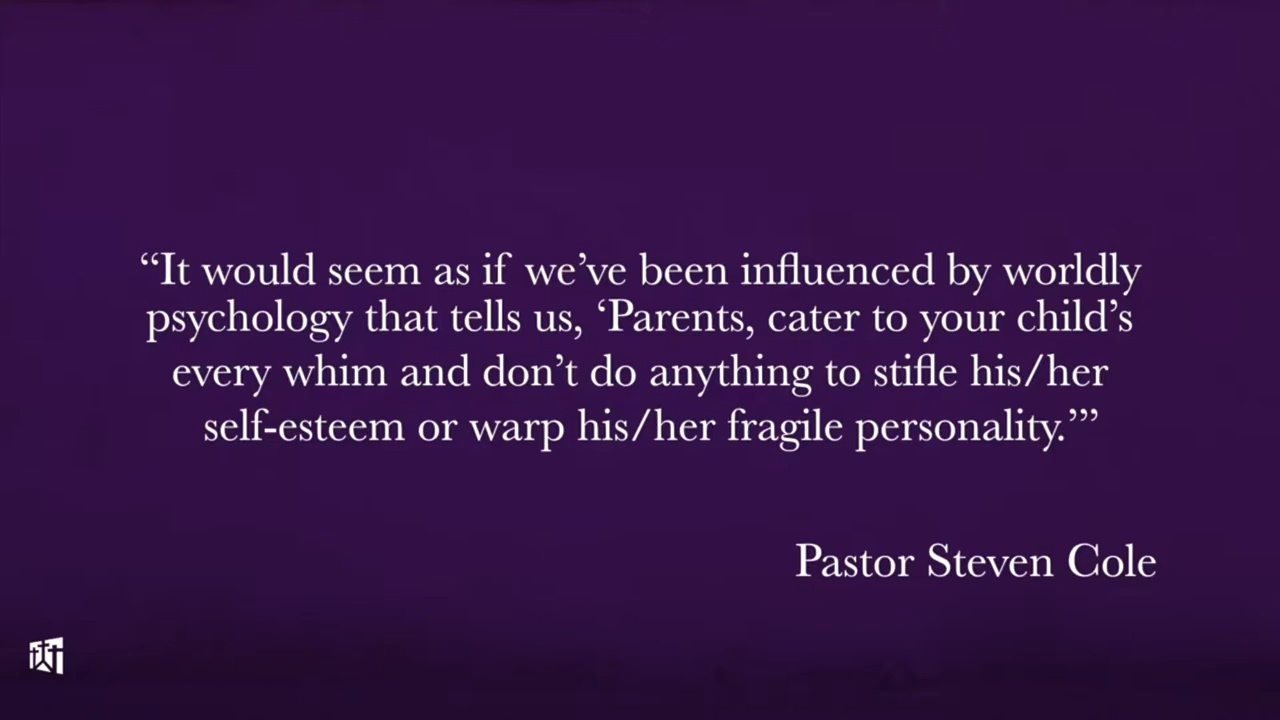 “It would seem as if we’ve been influenced by worldly
psychology that tells us, ‘Parents, cater to your child’s
every whim and don’t do anything to stifle his/her
self-esteem or warp his/her fragile personality.’”
Pastor Steven Cole